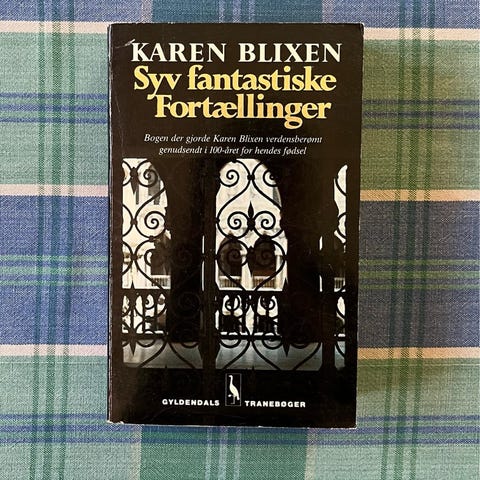 KAREN BLIXEN
Syv fantastiske
Fortællinger
Bogen der gjorde Karen Blixen verdensberømt
genudsendt i 100-året for hendes fødsel
GYLDENDALS TRANEBØGER